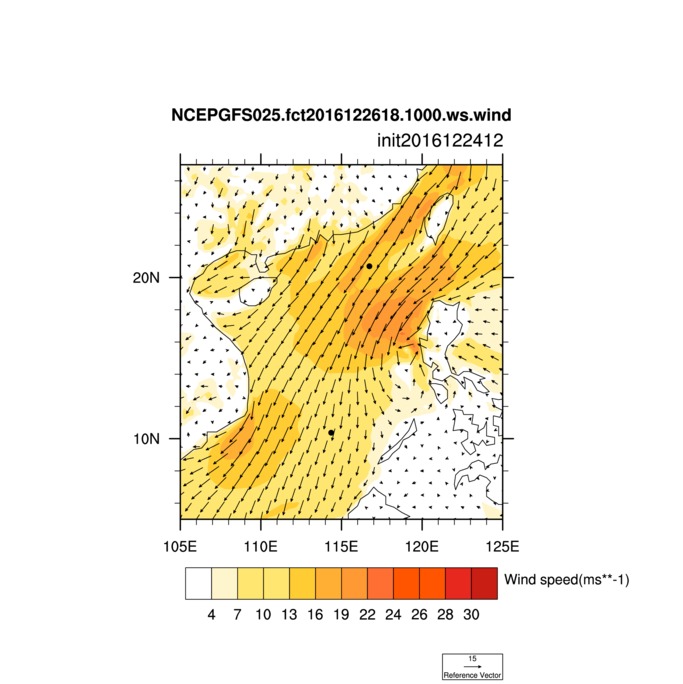 NCEPGFS025.fct2016122618.1000.ws.wind
init2016122412
20N
10N
105E 110E 115E 120E 125E
Wind speed(ms**-1)
4 7 10 13 16 19 22 24 26 28 30
15
Reference Vector